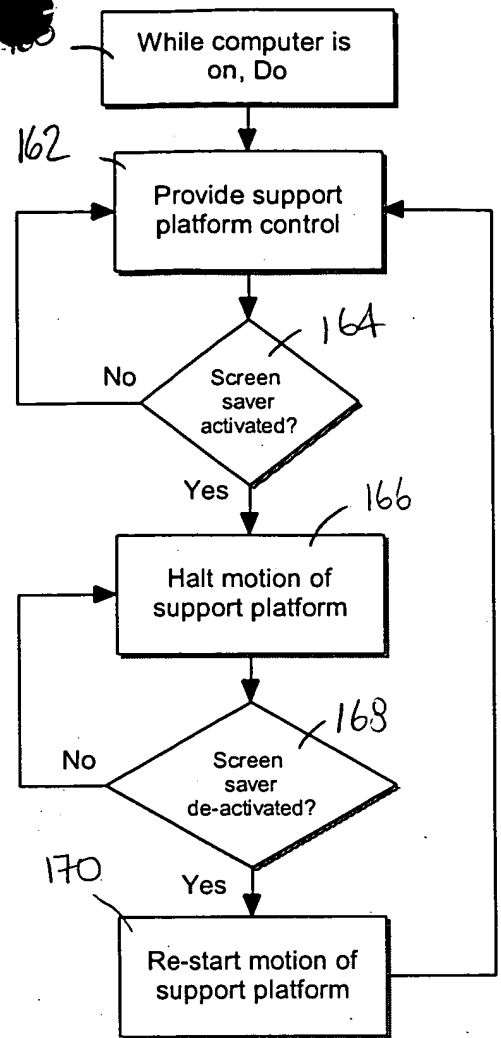 While computer is
on, Do
162
Provide support
platform control
164
No
Screen
saver
activated?
Yes
166
Halt motion of
support platform
168
No
Screen
saver
de-activated?
170
Yes
Re-start motion of
support platform